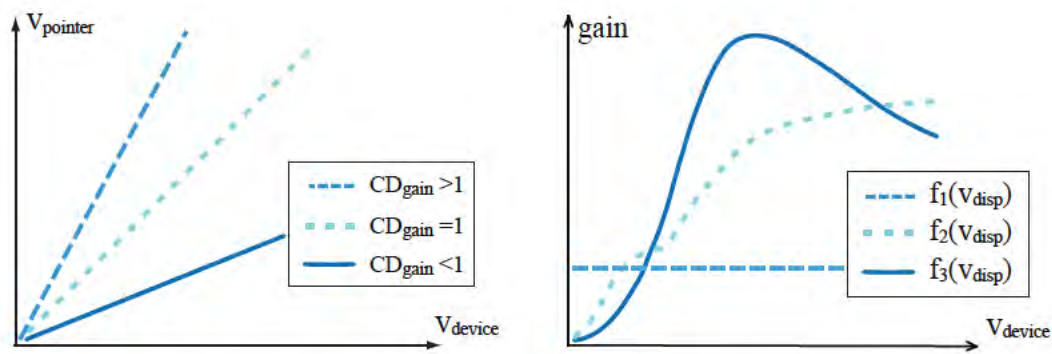 Vpointer
CDgain >1
CDgain =1
CDgain <1
Vdevice
gain
f1(Vdisp)
f2(Vdisp)
f3(Vdisp)
Vdevice